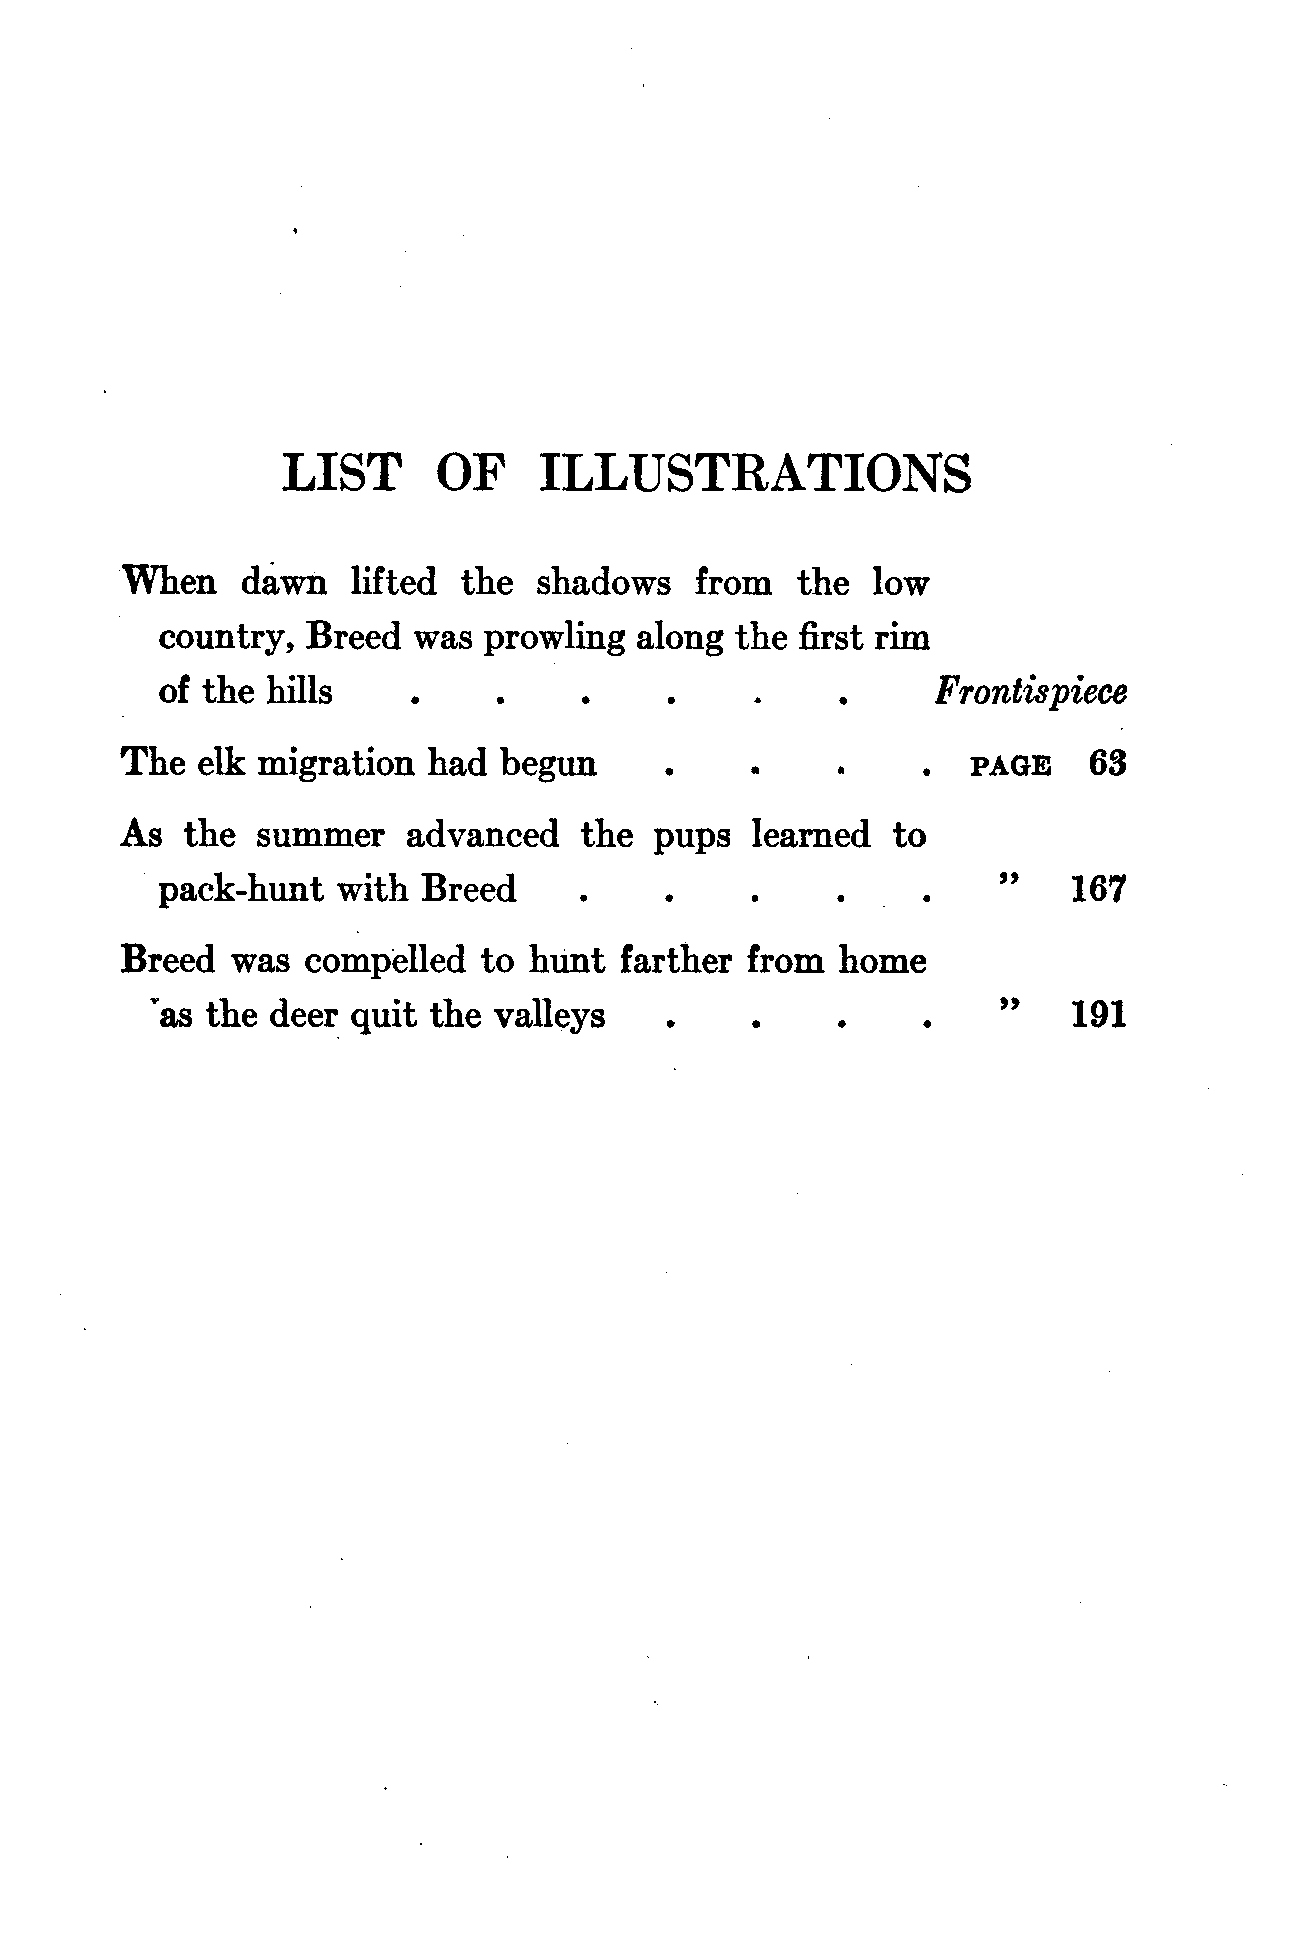 LIST OF ILLUSTRATIONS
When dawn lifted the shadows from the low
country, Breed was prowling along the first rim
of the hills . . . . . . Frontispiece
The elk migration had begun . . . . PAGE 63
As the summer advanced the pups learned to
pack-hunt with Breed . . . . . " 167
Breed was compelled to hunt farther from home
as the deer quit the valleys . . . . " 191